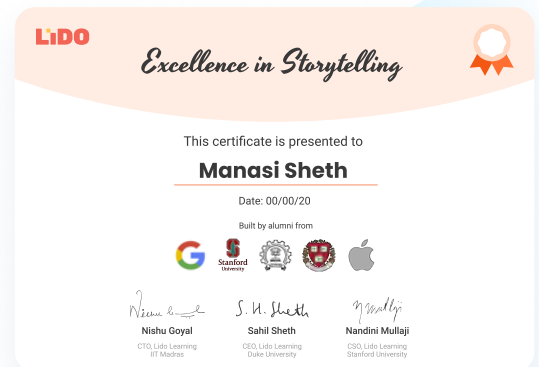 LiDO
Excellence in Storytelling
This certificate is presented to
Manasi Sheth
Date: 00/00/20
Built by alumni from
Stanford
University
S. H. Sheth
Nishu Goyal
Sahil Sheth
Nandini Mullaji
CTO, Lido Learning
IIT Madras
CEO, Lido Learning
Duke University
CSO, Lido Learning
Stanford University